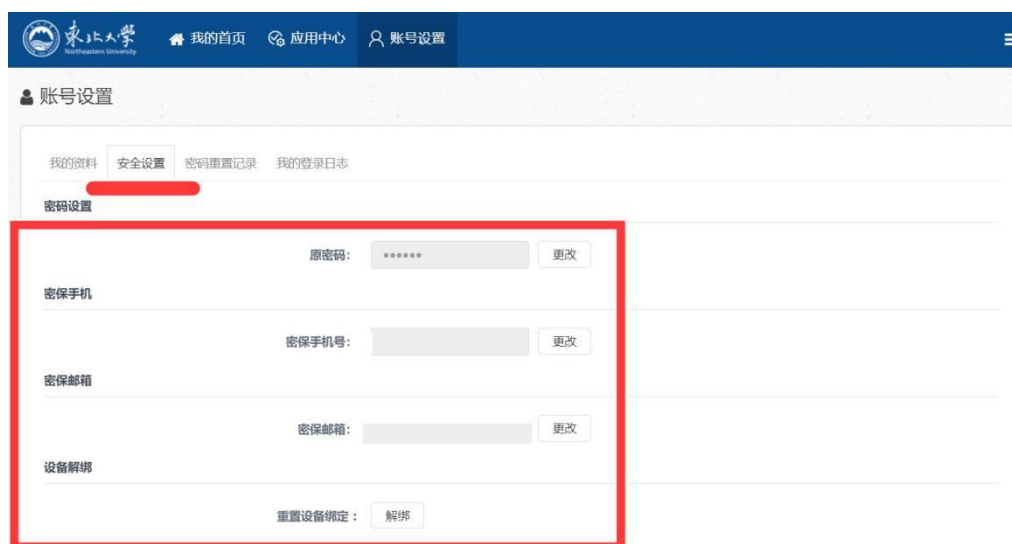 東北大學 我的首页 应用中心 账号设置
Northeastern University
账号设置
我的资料 安全设置 密码重置记录 我的登录日志
密码设置
原密码： •••••• 更改
密保手机
密保手机号： 更改
密保邮箱
密保邮箱： 更改
设备解绑
重置设备绑定： 解绑